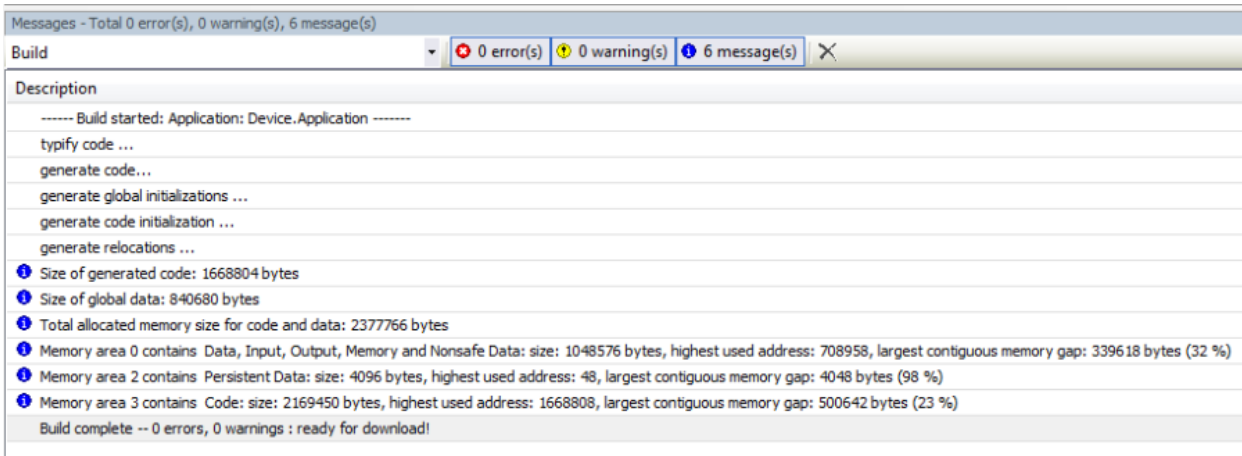 Messages - Total 0 error(s), 0 warning(s), 6 message(s)
Build 0 error(s) 0 warning(s) 6 message(s)
Description
------ Build started: Application: Device.Application -------
typify code ...
generate code...
generate global initializations ...
generate code initialization ...
generate relocations ...
Size of generated code: 1668804 bytes
Size of global data: 840680 bytes
Total allocated memory size for code and data: 2377766 bytes
Memory area 0 contains  Data, Input, Output, Memory and Nonsafe Data: size: 1048576 bytes, highest used address: 708958, largest contiguous memory gap: 339618 bytes (32 %)
Memory area 2 contains  Persistent Data: size: 4096 bytes, highest used address: 48, largest contiguous memory gap: 4048 bytes (98 %)
Memory area 3 contains  Code: size: 2169450 bytes, highest used address: 1668808, largest contiguous memory gap: 500642 bytes (23 %)
Build complete -- 0 errors, 0 warnings : ready for download!